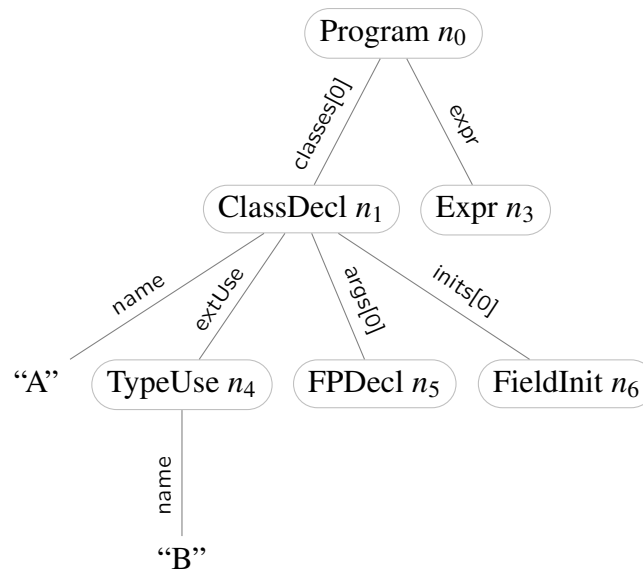 Program n0
classes[0]
expr
ClassDecl n1
Expr n3
name
extUse
args[0]
inits[0]
“A”
TypeUse n4
FPDecl n5
FieldInit n6
name
“B”